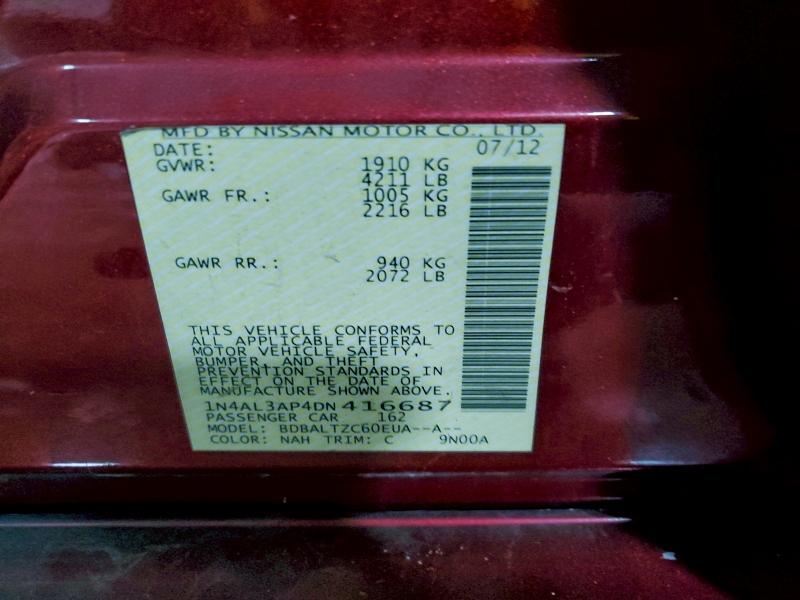 MFD BY NISSAN MOTOR CO., LTD.
DATE: 07/12
GVWR: 1910 KG
4211 LB
GAWR FR.: 1005 KG
2216 LB
GAWR RR.: 940 KG
2072 LB
THIS VEHICLE CONFORMS TO
ALL APPLICABLE FEDERAL
MOTOR VEHICLE SAFETY,
BUMPER, AND THEFT
PREVENTION STANDARDS IN
EFFECT ON THE DATE OF
MANUFACTURE SHOWN ABOVE.
1N4AL3AP4DN416687
PASSENGER CAR 162
MODEL: BDBALTZC60EUA--A--
COLOR: NAH TRIM: C 9N00A